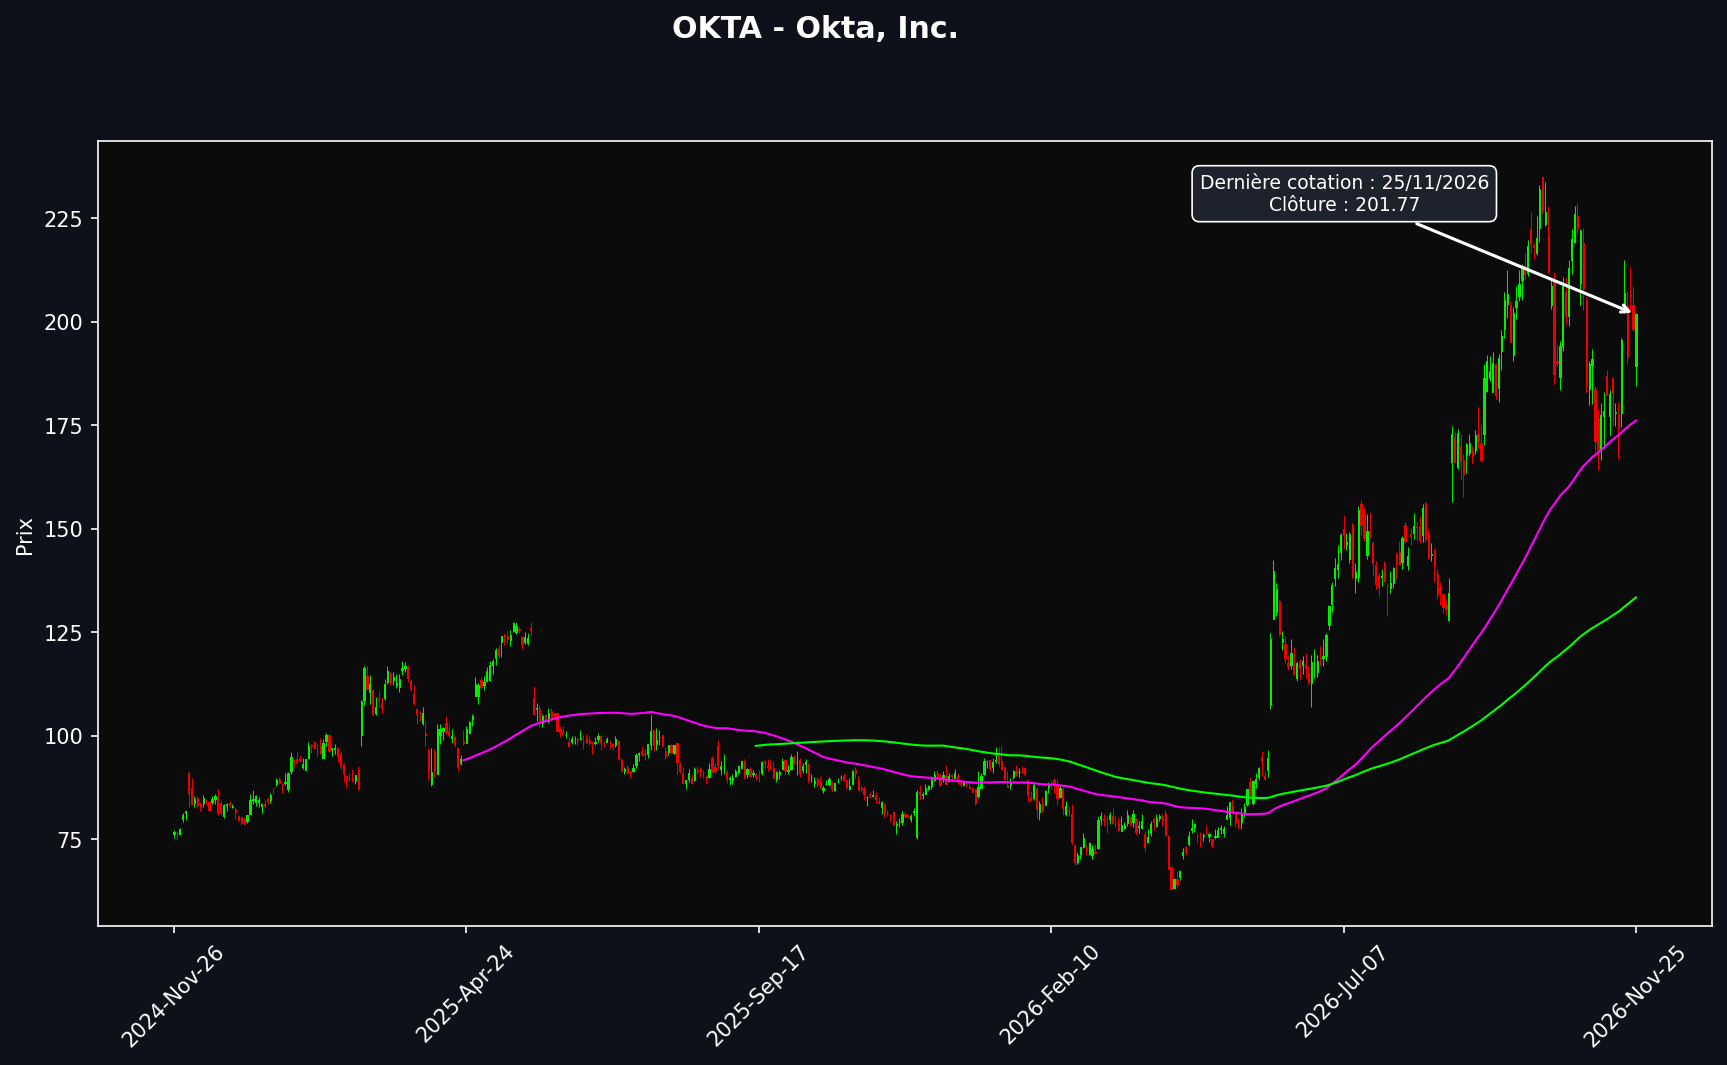 OKTA - Okta, Inc.
Dernière cotation : 25/11/2026
Clôture : 201.77
Prix
225
200
175
150
125
100
75
2024-Nov-26
2025-Apr-24
2025-Sep-17
2026-Feb-10
2026-Jul-07
2026-Nov-25